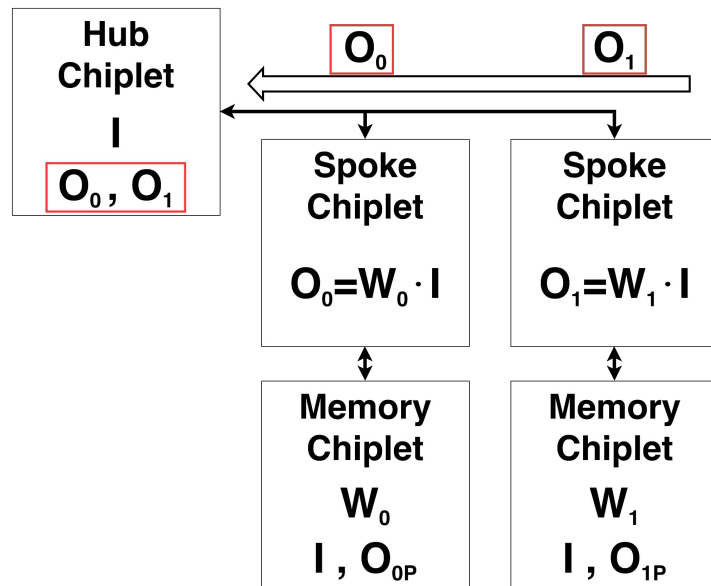 Hub
Chiplet
I
O₀ , O₁
O₀
O₁
Spoke
Chiplet
O₀=W₀·I
Spoke
Chiplet
O₁=W₁·I
Memory
Chiplet
W₀
I , O₀P
Memory
Chiplet
W₁
I , O₁P